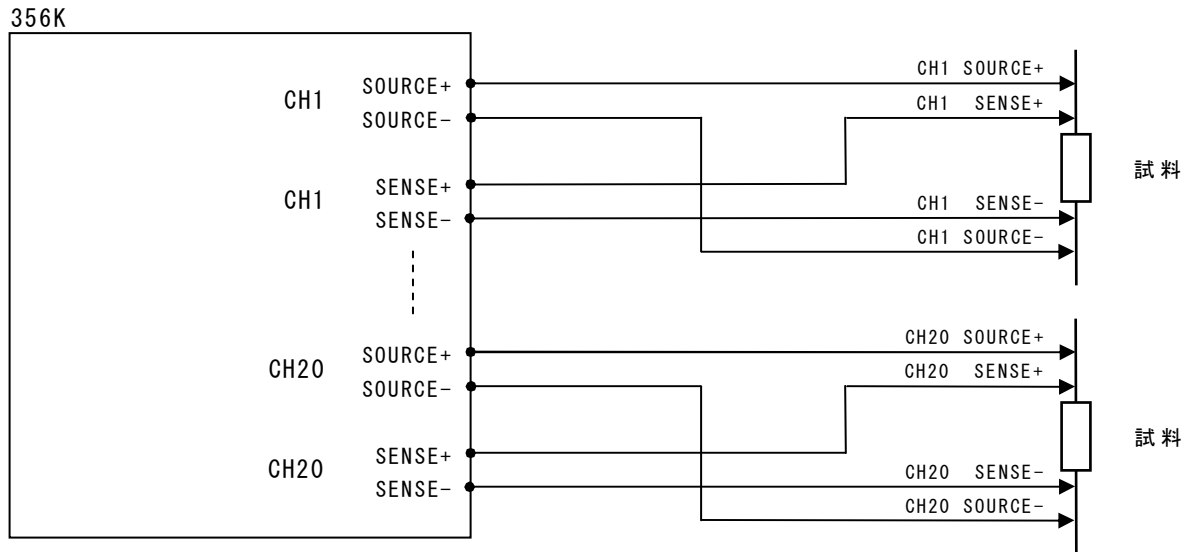 356K
CH1 SOURCE+
SOURCE-
CH1 SENSE+
SENSE-
CH20 SOURCE+
SOURCE-
CH20 SENSE+
SENSE-
CH1 SOURCE+
CH1 SENSE+
CH1 SENSE-
CH1 SOURCE-
試料
CH20 SOURCE+
CH20 SENSE+
CH20 SENSE-
CH20 SOURCE-
試料